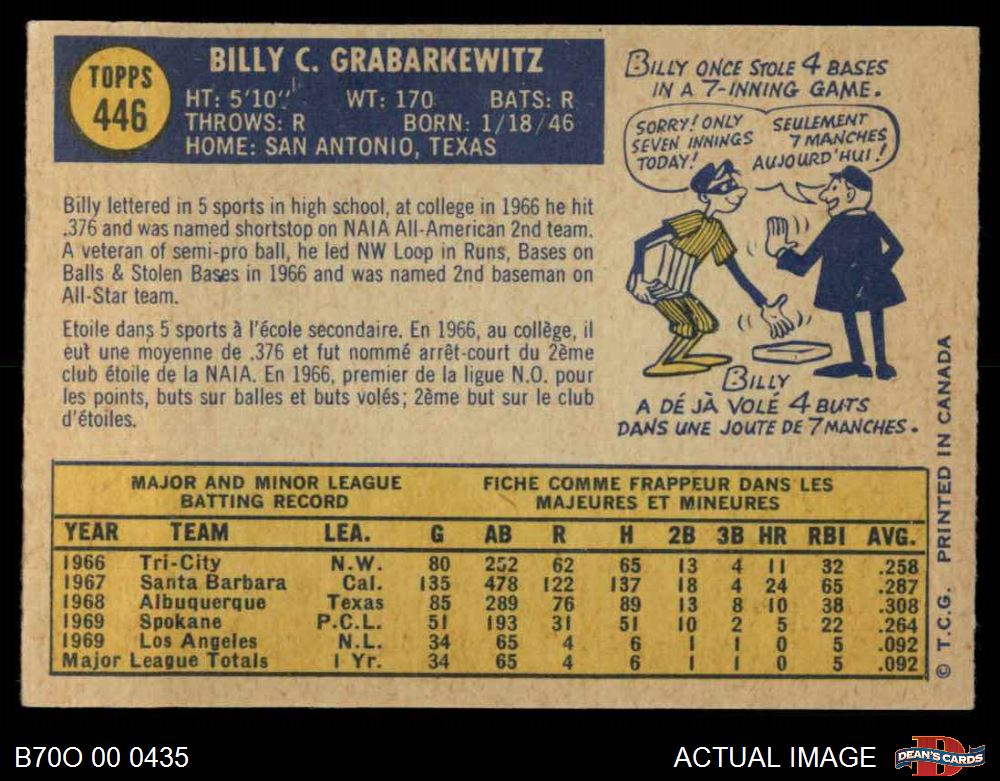 TOPPS
446
BILLY C. GRABARKEWITZ
HT: 5'10" WT: 170 BATS: R
THROWS: R BORN: 1/18/46
HOME: SAN ANTONIO, TEXAS
Billy lettered in 5 sports in high school, at college in 1966 he hit
.376 and was named shortstop on NAIA All-American 2nd team.
A veteran of semi-pro ball, he led NW Loop in Runs, Bases on
Balls & Stolen Bases in 1966 and was named 2nd baseman on
All-Star team.
Etoile dans 5 sports à l'école secondaire. En 1966, au collège, il
eut une moyenne de .376 et fut nommé arrêt-court du 2ème
club étoile de la NAIA. En 1966, premier de la ligue N.O. pour
les points, buts sur balles et buts volés; 2ème but sur le club
d'étoiles.
BILLY ONCE STOLE 4 BASES
IN A 7-INNING GAME.
SORRY! ONLY
SEVEN INNINGS
TODAY!
SEULEMENT
7 MANCHES
AUJOURD'HUI!
BILLY
A DÉ JÀ VOLÉ 4 BUTS
DANS UNE JOUTE DE 7 MANCHES.
MAJOR AND MINOR LEAGUE
BATTING RECORD
FICHE COMME FRAPPEUR DANS LES
MAJEURES ET MINEURES
YEAR TEAM LEA. G AB R H 2B 3B HR RBI AVG.
1966 Tri-City N.W. 80 252 62 65 13 4 11 32 .258
1967 Santa Barbara Cal. 135 478 122 137 18 4 24 65 .287
1968 Albuquerque Texas 85 289 76 89 13 8 10 38 .308
1969 Spokane P.C.L. 51 193 31 51 10 2 5 22 .264
1969 Los Angeles N.L. 34 65 4 6 1 1 0 5 .092
Major League Totals 1 Yr. 34 65 4 6 1 1 0 5 .092
© T.C.G. PRINTED IN CANADA
B70O 00 0435
ACTUAL IMAGE
D
DEAN'S CARDS